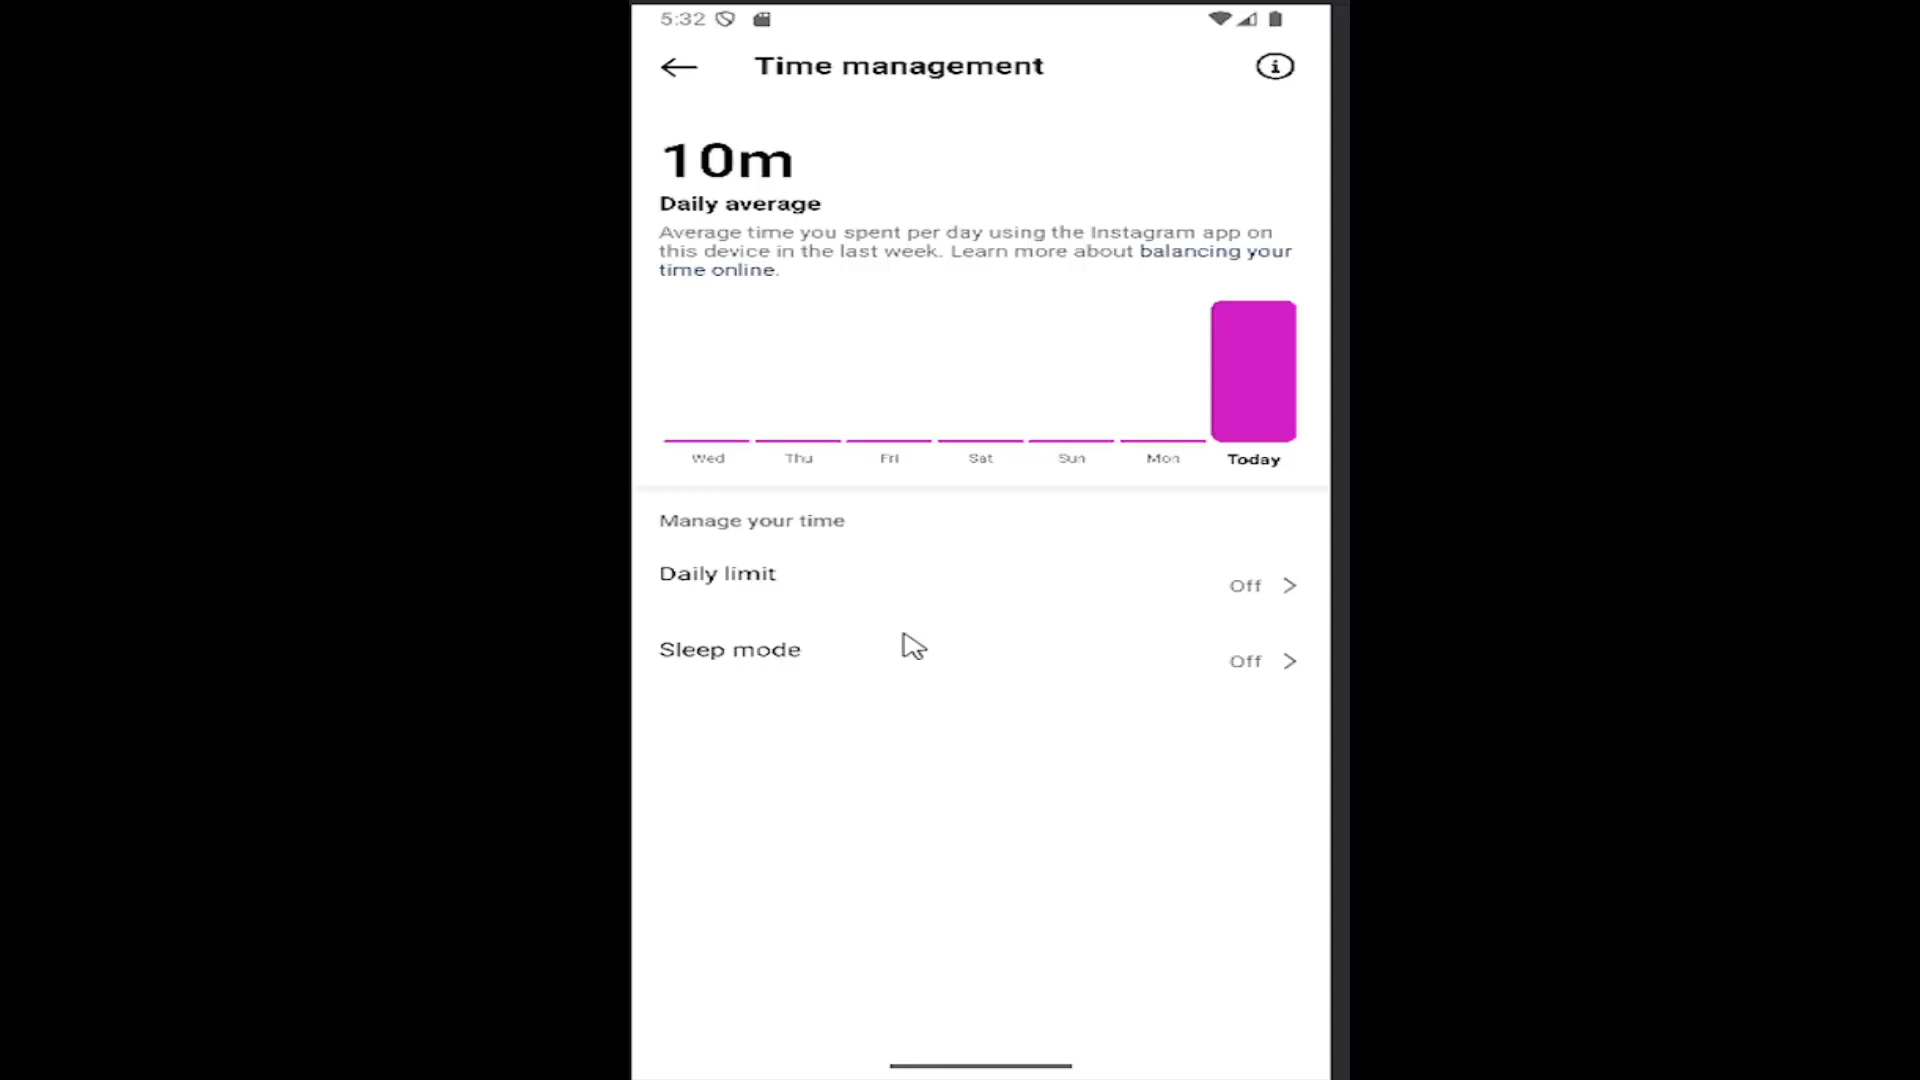 5:32
Time management
10m
Daily average
Average time you spent per day using the Instagram app on
this device in the last week. Learn more about balancing your
time online.
Wed Thu Fri Sat Sun Mon Today
Manage your time
Daily limit
Off
Sleep mode
Off